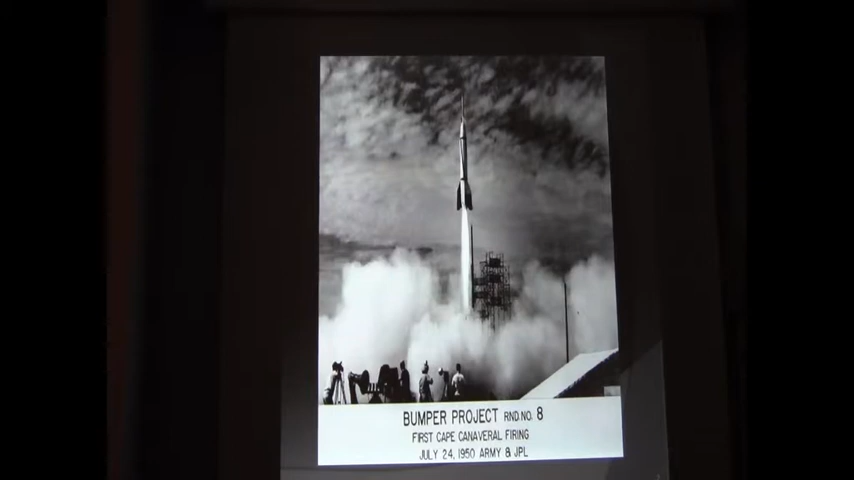 BUMPER PROJECT RND. NO. 8
FIRST CAPE CANAVERAL FIRING
JULY 24, 1950 ARMY & JPL